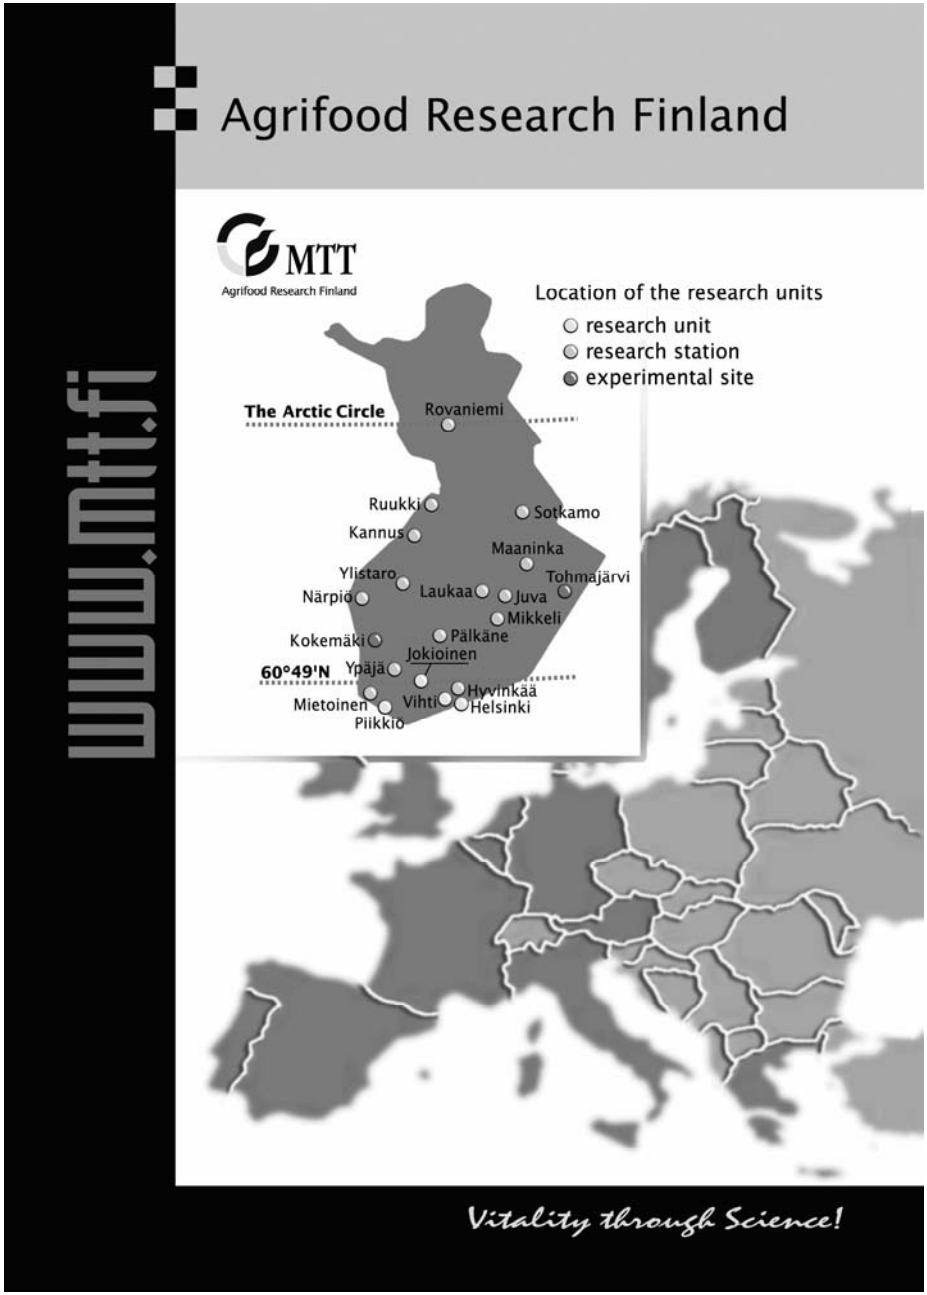 Agrifood Research Finland
MTT
Agrifood Research Finland
www.mtt.fi
Location of the research units
research unit
research station
experimental site
The Arctic Circle
Rovaniemi
Ruukki
Sotkamo
Kannus
Maaninka
Ylistaro
Tohmajärvi
Närpiö
Laukaa
Juva
Mikkeli
Kokemäki
Pälkäne
Jokioinen
60°49'N
Ypäjä
Hyvinkää
Mietoinen
Vihti
Helsinki
Piikkiö
Vitality through Science!